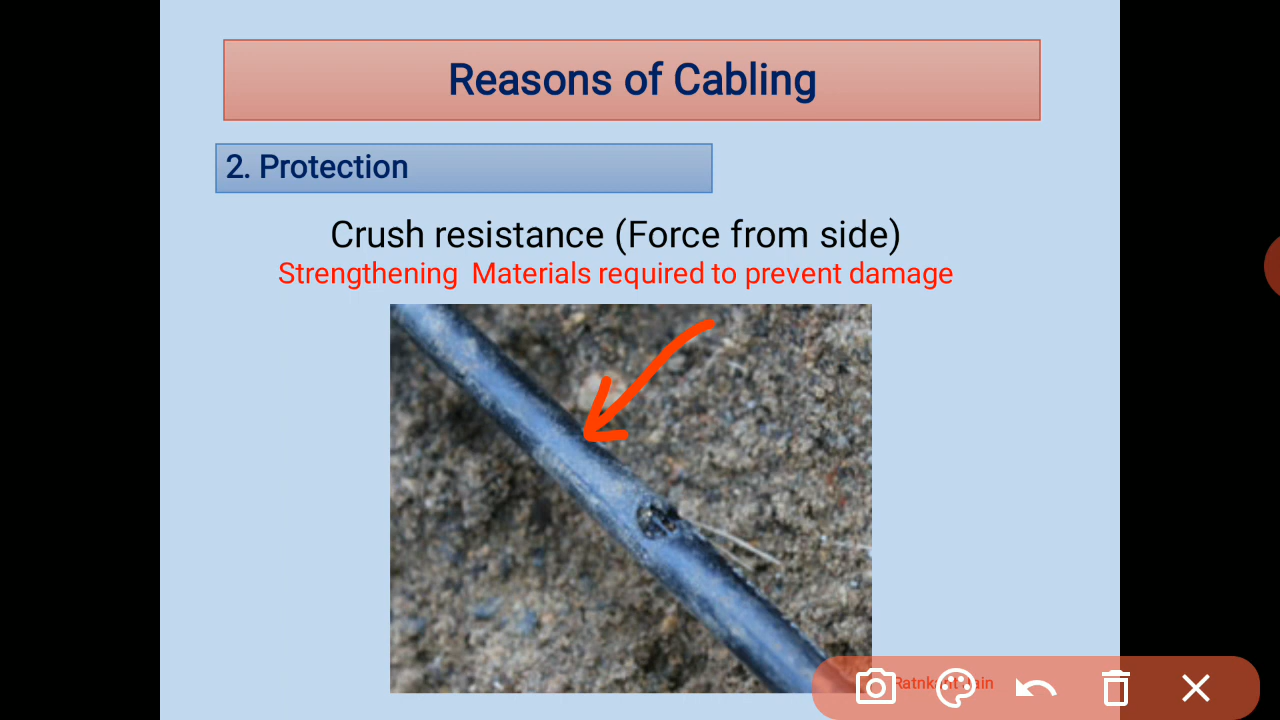 Reasons of Cabling
2. Protection
Crush resistance (Force from side)
Strengthening Materials required to prevent damage